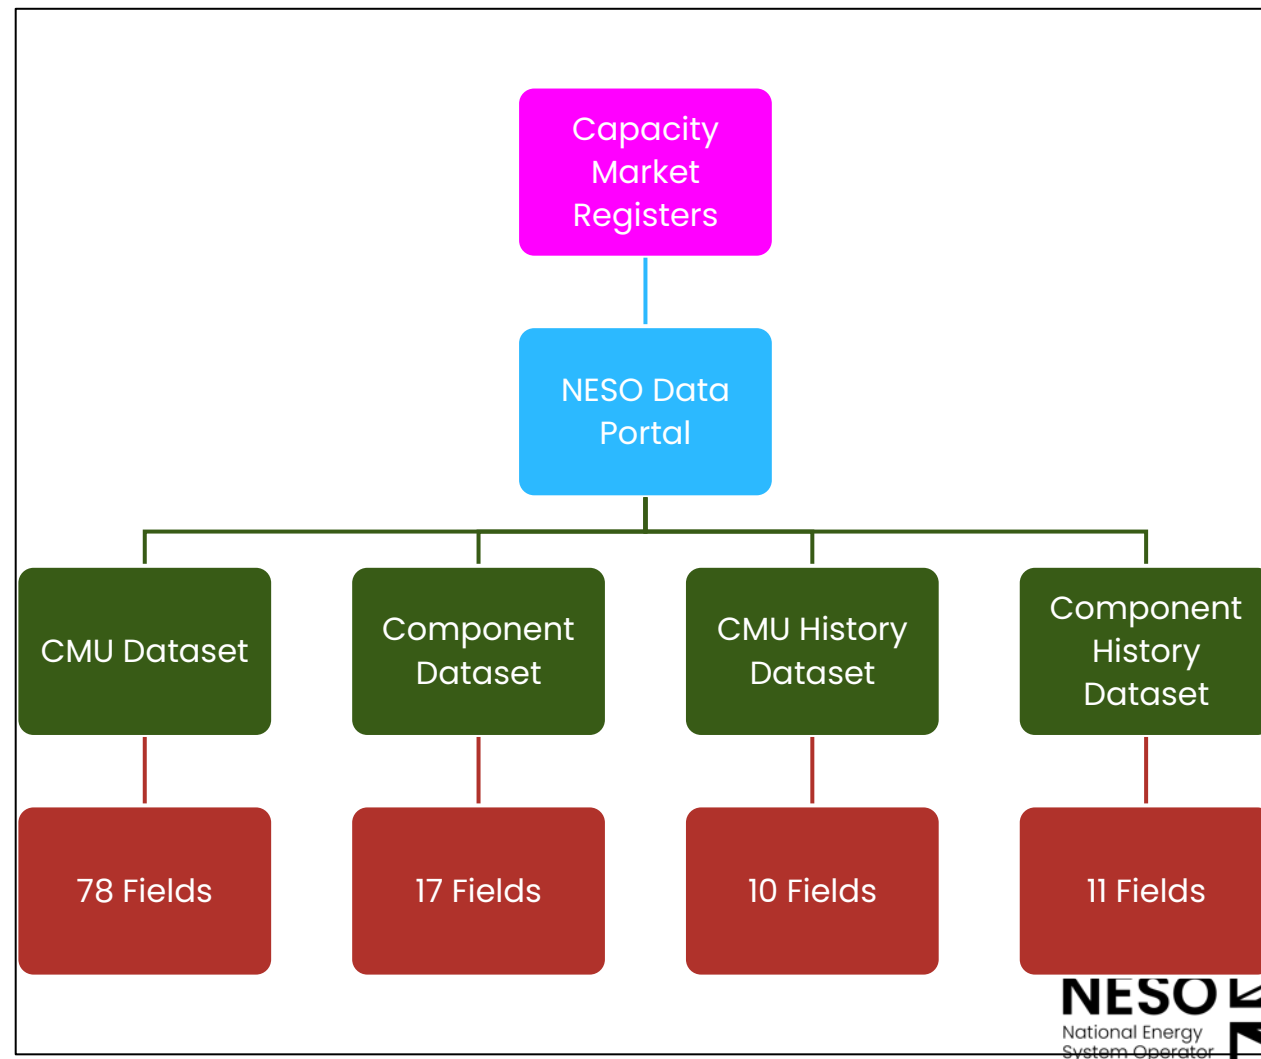 Capacity
Market
Registers
NESO Data
Portal
CMU Dataset
Component
Dataset
CMU History
Dataset
Component
History
Dataset
78 Fields
17 Fields
10 Fields
11 Fields
NESO
National Energy
System Operator